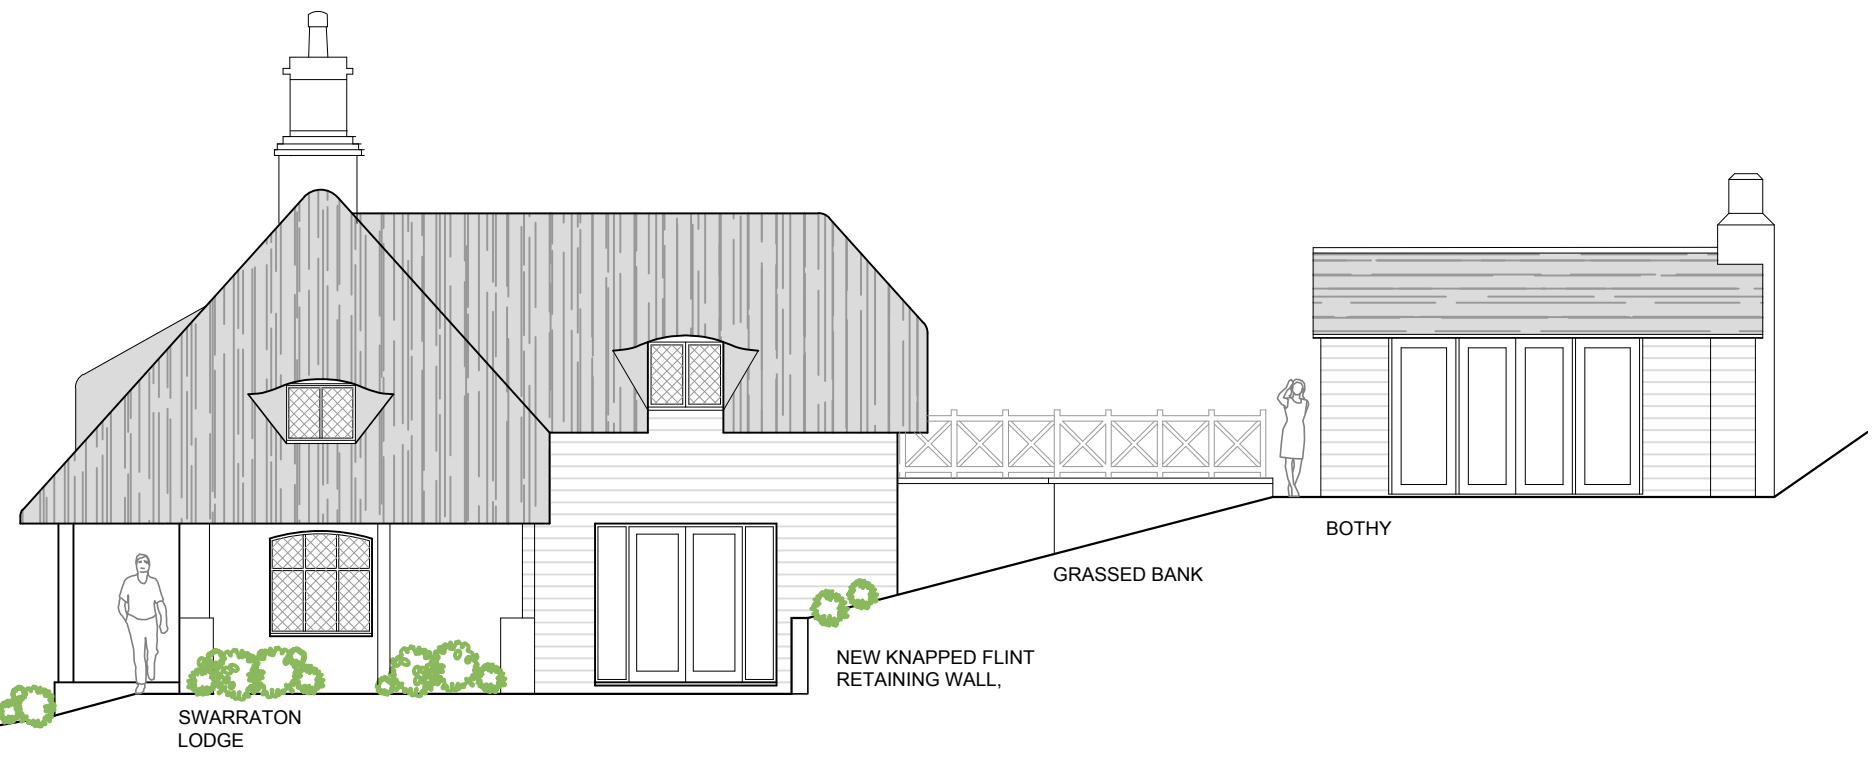 SWARRATON
LODGE
NEW KNAPPED FLINT
RETAINING WALL,
GRASSED BANK
BOTHY